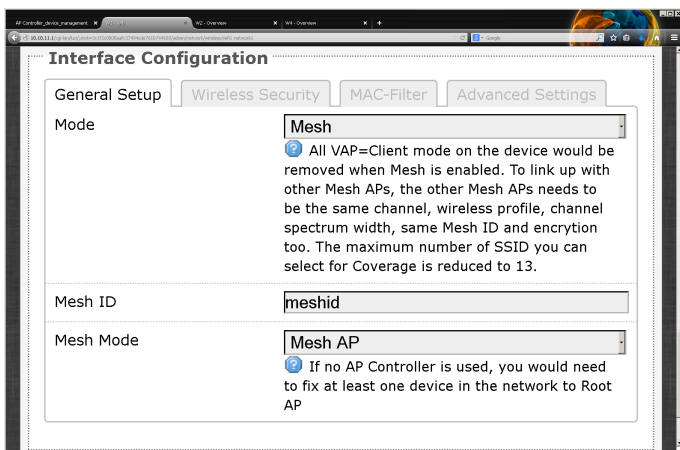 AP Controller_device_management
W2 - Overview
W4 - Overview
Google
Interface Configuration
General Setup
Wireless Security
MAC-Filter
Advanced Settings
Mode
Mesh
All VAP=Client mode on the device would be
removed when Mesh is enabled. To link up with
other Mesh APs, the other Mesh APs needs to
be the same channel, wireless profile, channel
spectrum width, same Mesh ID and encrytion
too. The maximum number of SSID you can
select for Coverage is reduced to 13.
Mesh ID
meshid
Mesh Mode
Mesh AP
If no AP Controller is used, you would need
to fix at least one device in the network to Root
AP